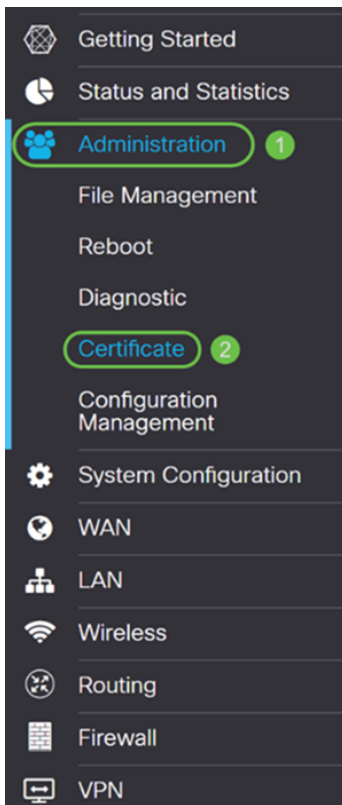 Getting Started
Status and Statistics
Administration 1
File Management
Reboot
Diagnostic
Certificate 2
Configuration
Management
System Configuration
WAN
LAN
Wireless
Routing
Firewall
VPN